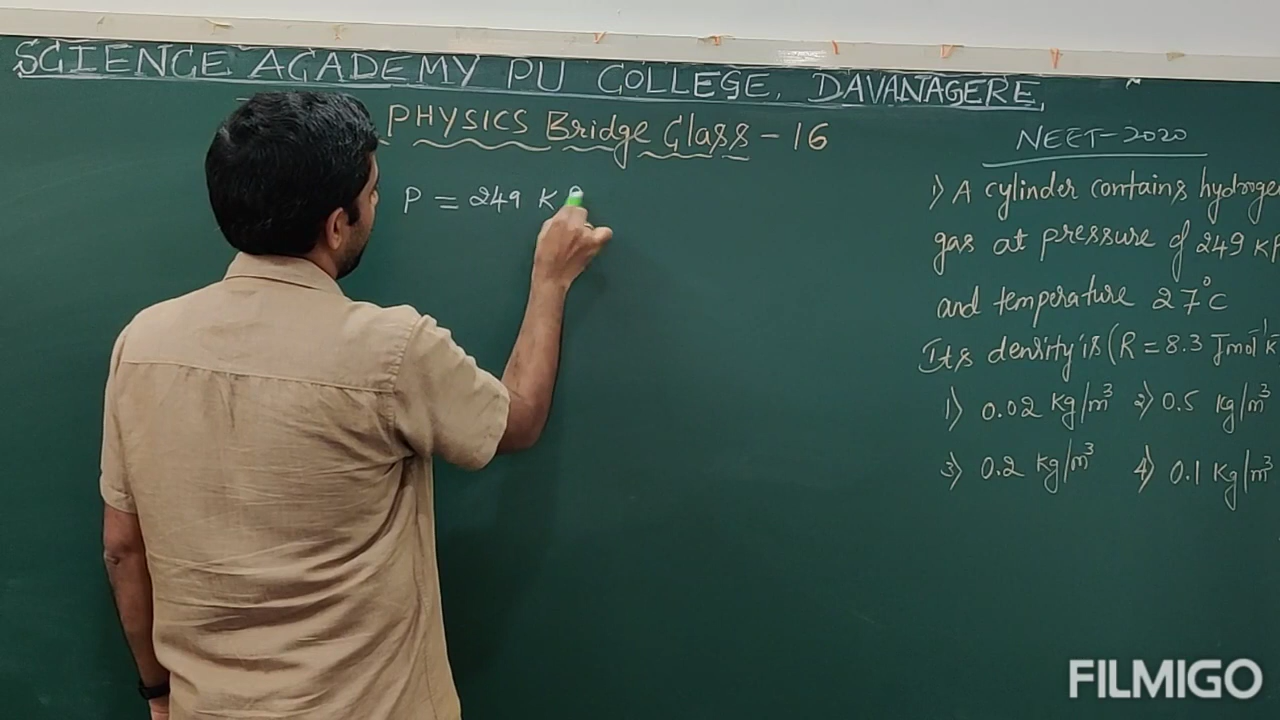 SCIENCE ACADEMY PU COLLEGE, DAVANAGERE
PHYSICS Bridge Class - 16
P = 249 K
NEET-2020
1) A cylinder contains hydroge
gas at pressure of 249 KP
and temperature 27°C
Its density is (R = 8.3 Jmol⁻¹K⁻
1) 0.02 Kg/m³ 2) 0.5 Kg/m³
3) 0.2 Kg/m³ 4) 0.1 Kg/m³
FILMIGO